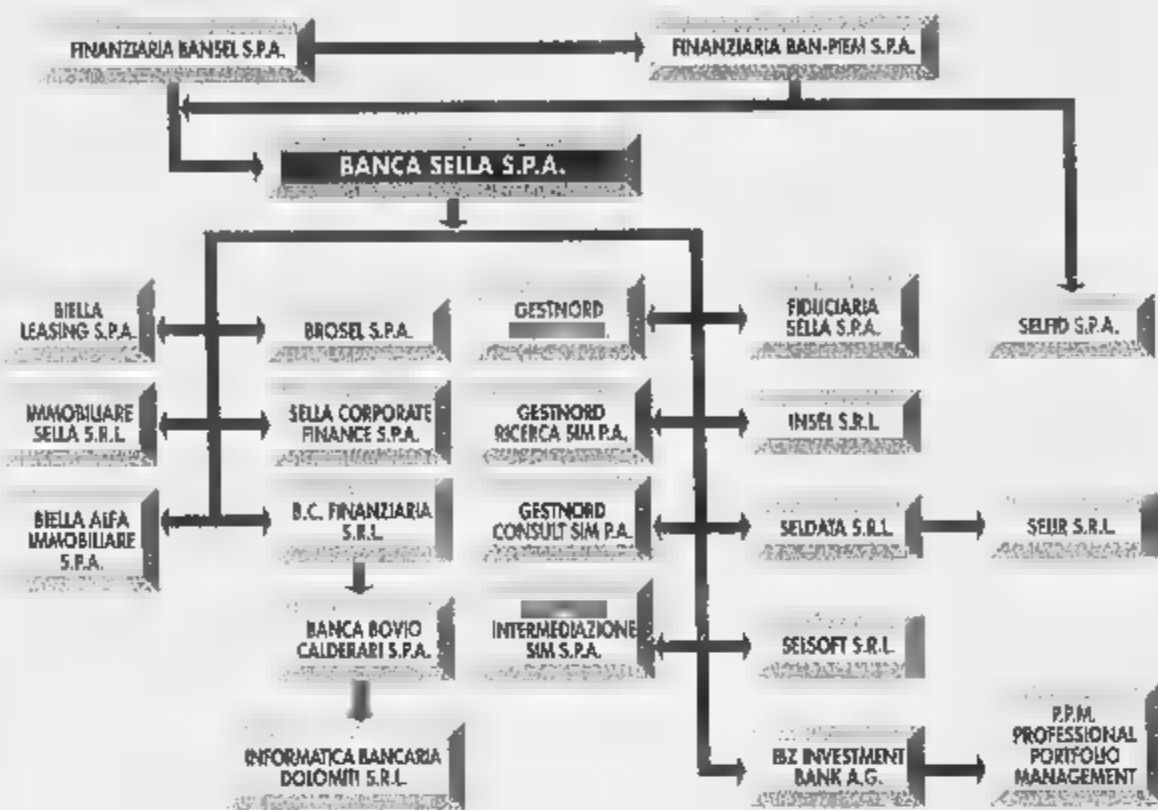 FINANZIARIA BANSEL S.P.A.
FINANZIARIA BAN-PIEM S.P.A.
BANCA SELLA S.P.A.
BIELLA
LEASING S.P.A.
BROSEL S.P.A.
GESTNORD
FIDUCIARIA
SELLA S.P.A.
SELFID S.P.A.
IMMOBILIARE
SELLA S.R.L.
SELLA CORPORATE
FINANCE S.P.A.
GESTNORD
RICERCA SIM P.A.
INSEL S.R.L.
BIELLA ALFA
IMMOBILIARE
S.P.A.
B.C. FINANZIARIA
S.R.L.
GESTNORD
CONSULT SIM P.A.
SELDATA S.R.L.
SELIR S.R.L.
BANCA BOVIO
CALDERARI S.P.A.
INTERMEDIAZIONE
SIM S.P.A.
SELSOFT S.R.L.
INFORMATICA BANCARIA
DOLOMITI S.R.L.
IBZ INVESTMENT
BANK A.G.
P.P.M.
PROFESSIONAL
PORTFOLIO
MANAGEMENT